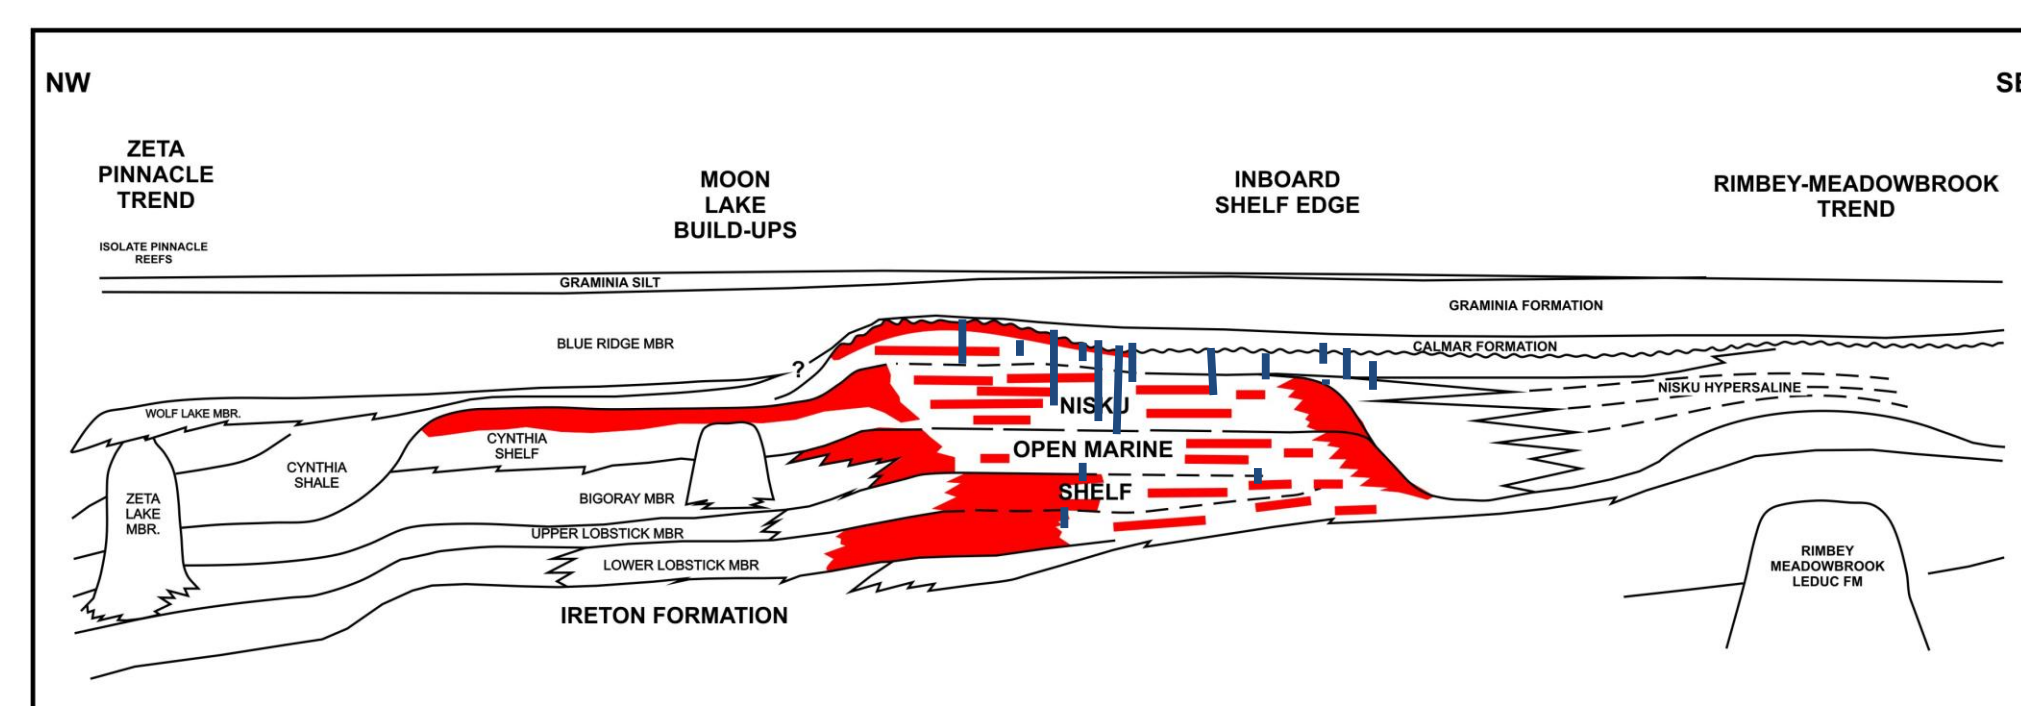 NW
SE
ZETA
PINNACLE
TREND
ISOLATE PINNACLE
REEFS
MOON
LAKE
BUILD-UPS
INBOARD
SHELF EDGE
RIMBEY-MEADOWBROOK
TREND
GRAMINIA SILT
GRAMINIA FORMATION
BLUE RIDGE MBR
CALMAR FORMATION
?
NISKU HYPERSALINE
WOLF LAKE MBR.
NISKU
OPEN MARINE
SHELF
CYNTHIA
SHELF
CYNTHIA
SHALE
ZETA
LAKE
MBR.
BIGORAY MBR
UPPER LOBSTICK MBR
LOWER LOBSTICK MBR
RIMBEY
MEADOWBROOK
LEDUC FM
IRETON FORMATION